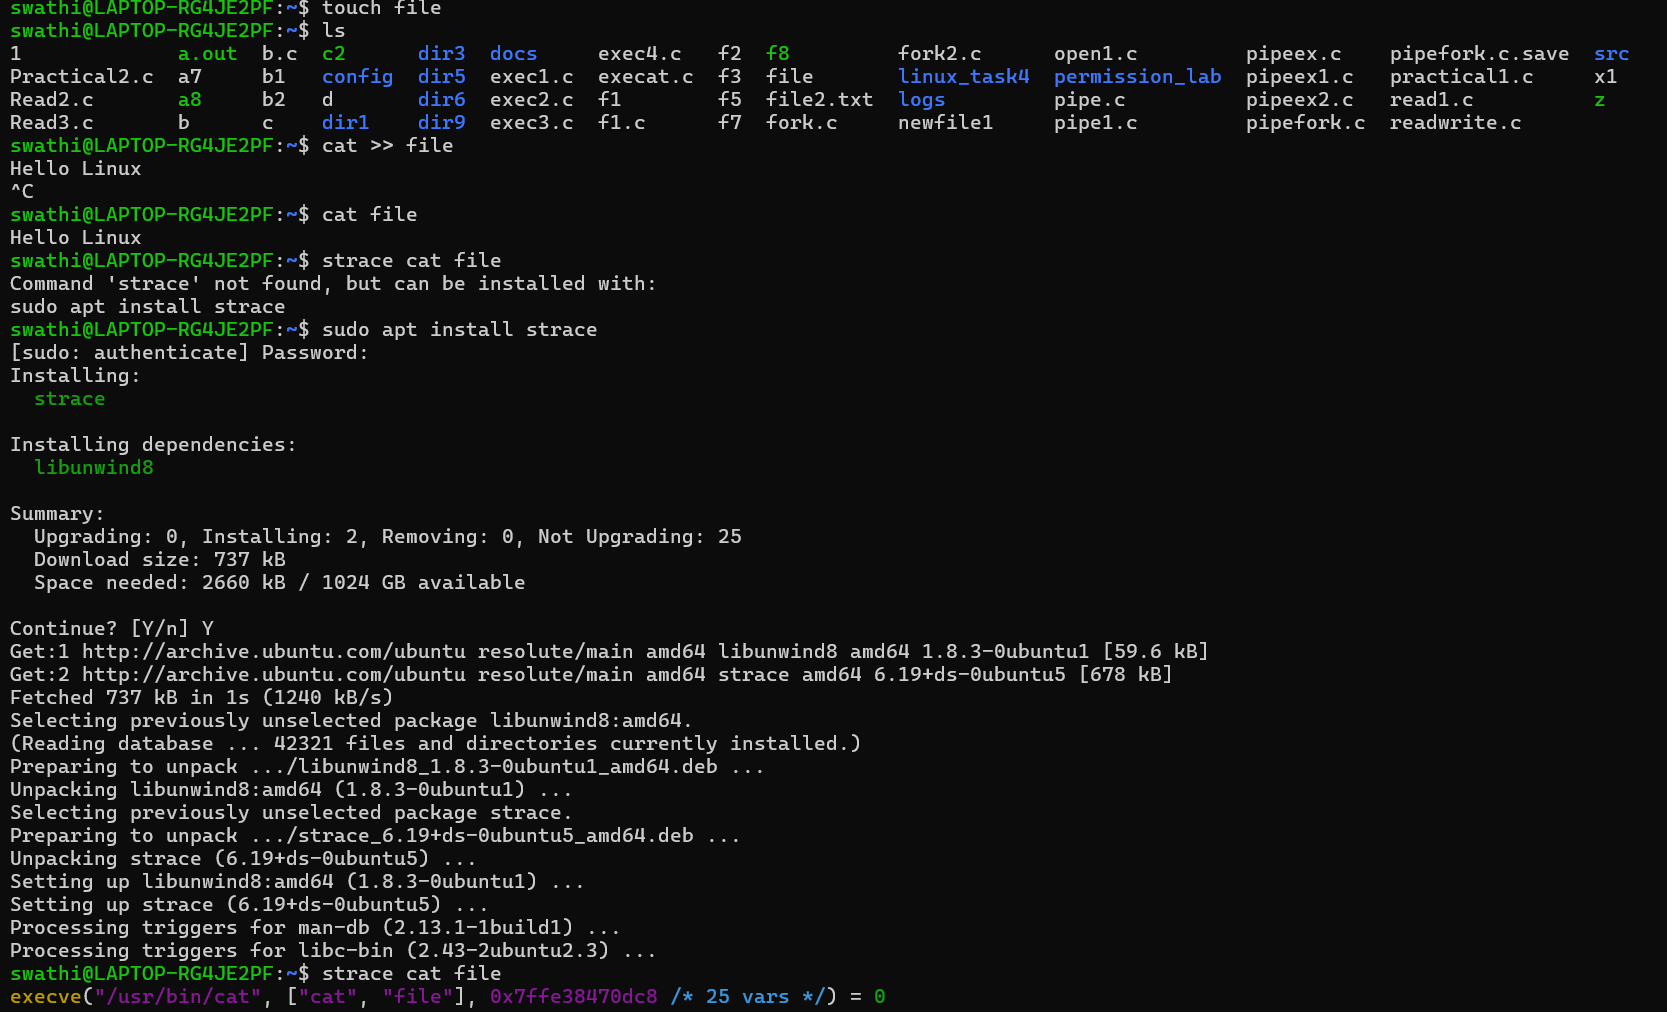 swathi@LAPTOP-RG4JE2PF:~$ touch file
swathi@LAPTOP-RG4JE2PF:~$ ls
1             a.out  b.c  c2      dir3  docs     exec4.c   f2  f8         fork2.c      open1.c         pipeex.c    pipefork.c.save  src
Practical2.c  a7     b1   config  dir5  exec1.c  execat.c  f3  file       linux_task4  permission_lab  pipeex1.c   practical1.c     x1
Read2.c       a8     b2   d       dir6  exec2.c  f1        f5  file2.txt  logs         pipe.c          pipeex2.c   read1.c          z
Read3.c       b      c    dir1    dir9  exec3.c  f1.c      f7  fork.c     newfile1     pipe1.c         pipefork.c  readwrite.c
swathi@LAPTOP-RG4JE2PF:~$ cat >> file
Hello Linux
^C
swathi@LAPTOP-RG4JE2PF:~$ cat file
Hello Linux
swathi@LAPTOP-RG4JE2PF:~$ strace cat file
Command 'strace' not found, but can be installed with:
sudo apt install strace
swathi@LAPTOP-RG4JE2PF:~$ sudo apt install strace
[sudo: authenticate] Password:
Installing:
  strace

Installing dependencies:
  libunwind8

Summary:
  Upgrading: 0, Installing: 2, Removing: 0, Not Upgrading: 25
  Download size: 737 kB
  Space needed: 2660 kB / 1024 GB available

Continue? [Y/n] Y
Get:1 http://archive.ubuntu.com/ubuntu resolute/main amd64 libunwind8 amd64 1.8.3-0ubuntu1 [59.6 kB]
Get:2 http://archive.ubuntu.com/ubuntu resolute/main amd64 strace amd64 6.19+ds-0ubuntu5 [678 kB]
Fetched 737 kB in 1s (1240 kB/s)
Selecting previously unselected package libunwind8:amd64.
(Reading database ... 42321 files and directories currently installed.)
Preparing to unpack .../libunwind8_1.8.3-0ubuntu1_amd64.deb ...
Unpacking libunwind8:amd64 (1.8.3-0ubuntu1) ...
Selecting previously unselected package strace.
Preparing to unpack .../strace_6.19+ds-0ubuntu5_amd64.deb ...
Unpacking strace (6.19+ds-0ubuntu5) ...
Setting up libunwind8:amd64 (1.8.3-0ubuntu1) ...
Setting up strace (6.19+ds-0ubuntu5) ...
Processing triggers for man-db (2.13.1-1build1) ...
Processing triggers for libc-bin (2.43-2ubuntu2.3) ...
swathi@LAPTOP-RG4JE2PF:~$ strace cat file
execve("/usr/bin/cat", ["cat", "file"], 0x7ffe38470dc8 /* 25 vars */) = 0